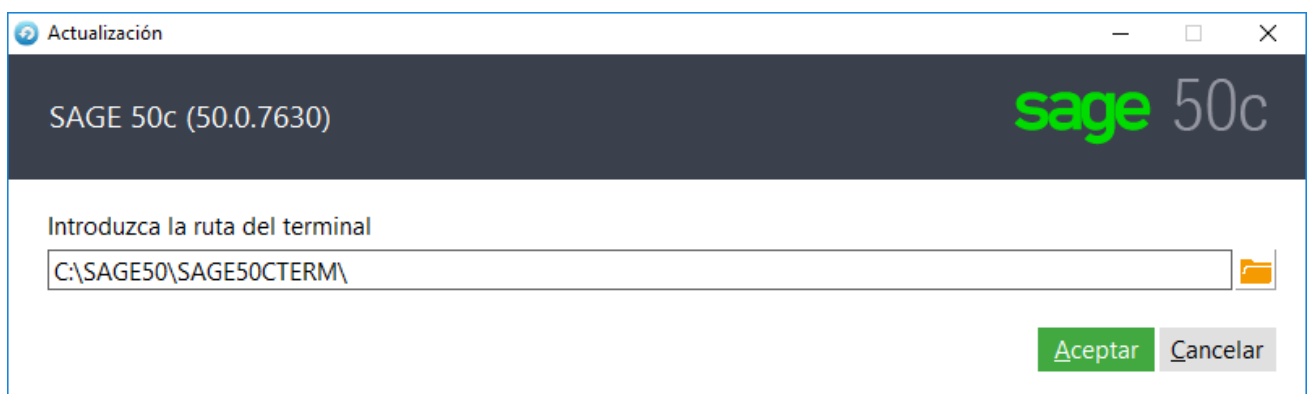 Actualización
SAGE 50c (50.0.7630)
sage 50c
Introduzca la ruta del terminal
C:\SAGE50\SAGE50CTERM\
Aceptar Cancelar